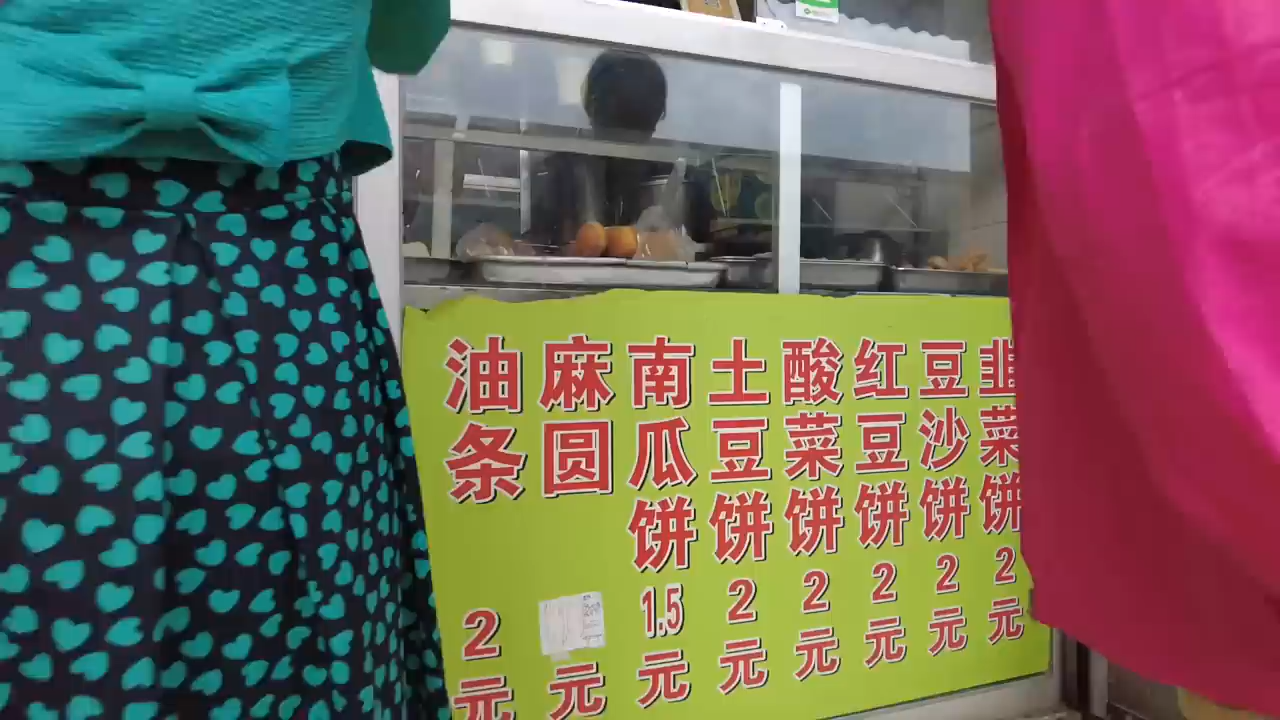 油条 2元
麻圆 元
南瓜饼 1.5元
土豆饼 2元
酸菜饼 2元
红豆饼 2元
豆沙饼 2元
韭菜饼 2元